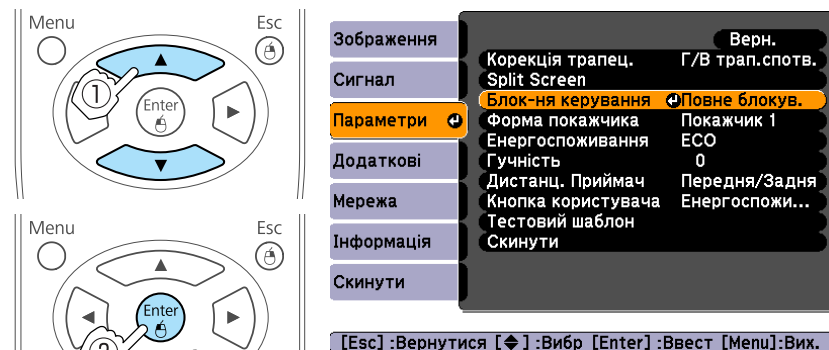 Menu
Esc
①
Enter
Menu
Esc
Enter
Зображення
Сигнал
Параметри
Додаткові
Мережа
Інформація
Скинути
Верн.
Корекція трапец. Г/В трап.спотв.
Split Screen
Блок-ня керування Повне блокув.
Форма покажчика Покажчик 1
Енергоспоживання ECO
Гучність 0
Дистанц. Приймач Передня/Задня
Кнопка користувача Енергоспожи...
Тестовий шаблон
Скинути
[Esc] :Вернутися [◆] :Вибр [Enter] :Ввест [Menu]:Вих.